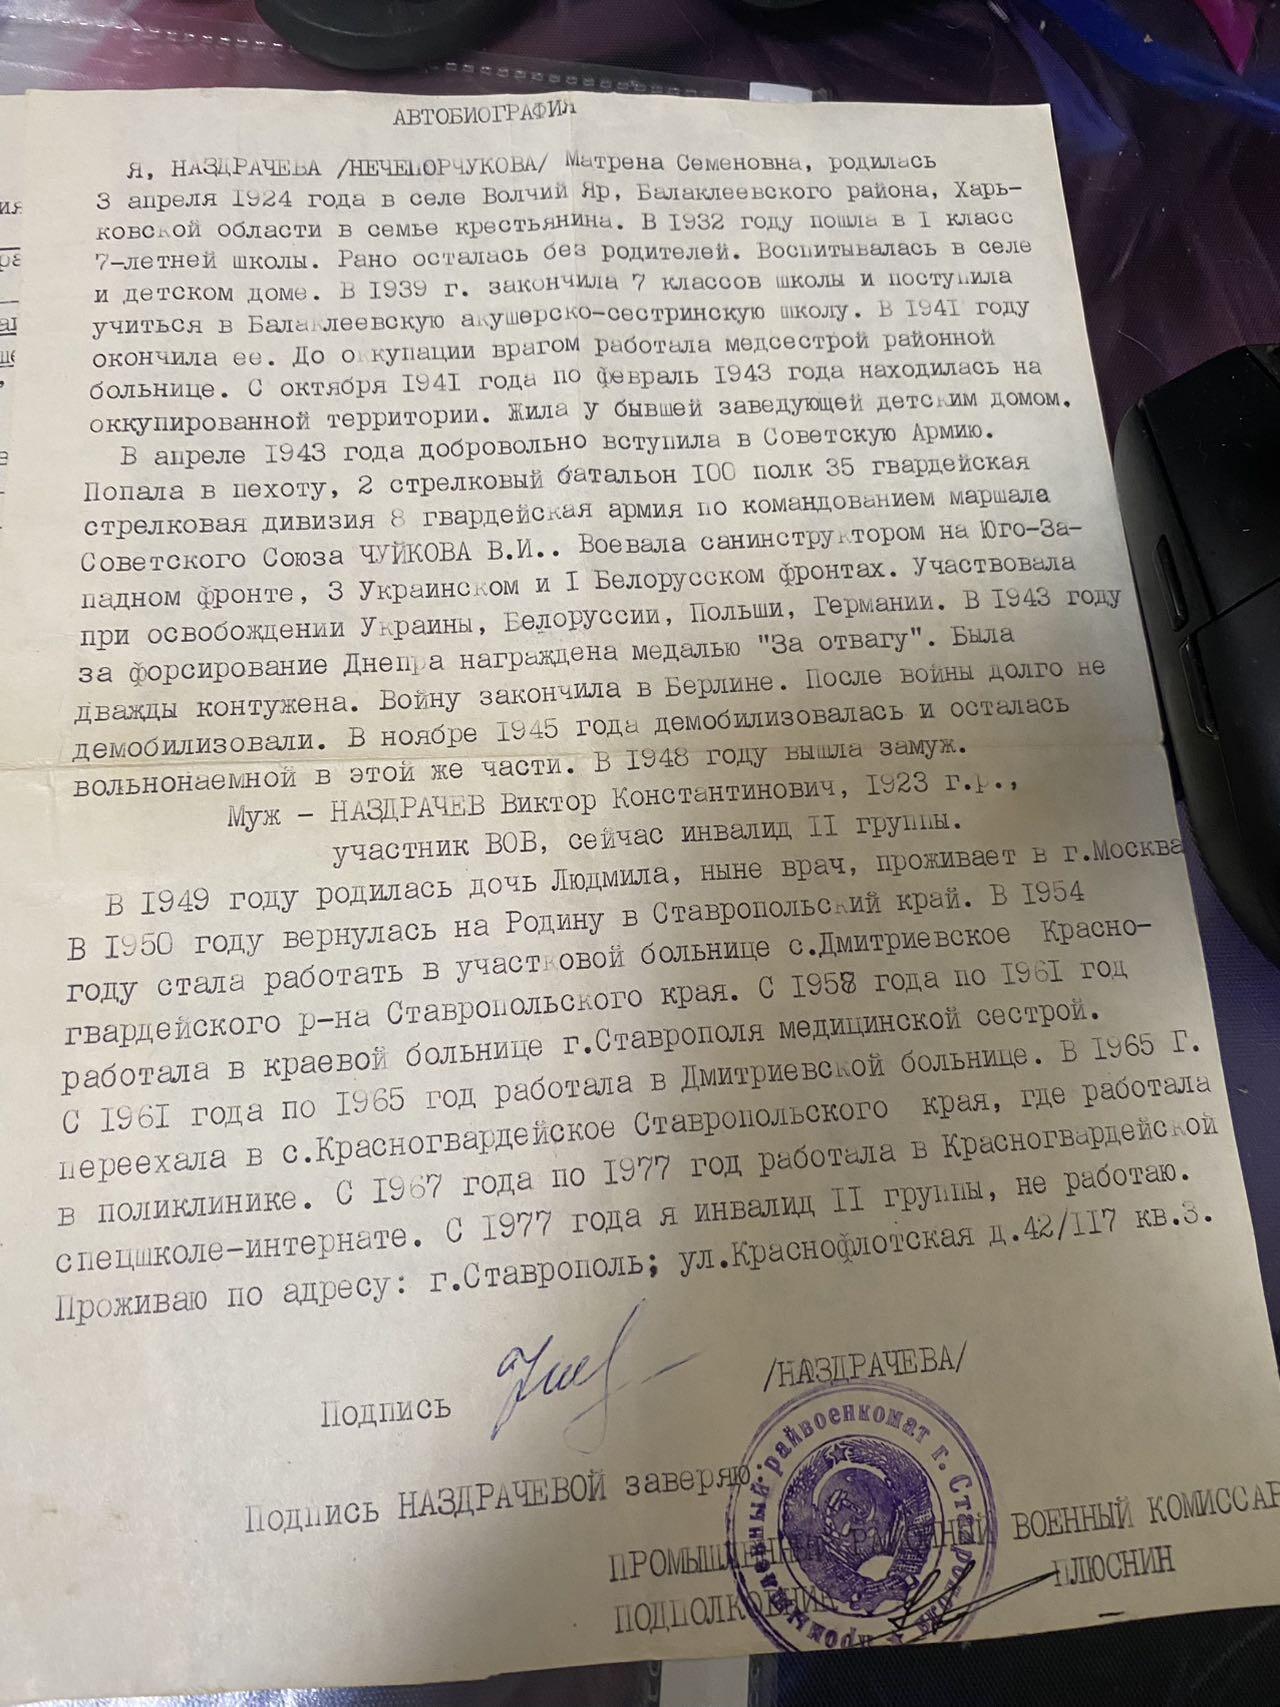 АВТОБИОГРАФИЯ
Я, НАЗДРАЧЕВА /НЕЧЕПОРЧУКОВА/ Матрена Семеновна, родилась
3 апреля 1924 года в селе Волчий Яр, Балаклеевского района, Харь-
ковской области в семье крестьянина. В 1932 году пошла в I класс
7-летней школы. Рано осталась без родителей. Воспитывалась в селе
и детском доме. В 1939 г. закончила 7 классов школы и поступила
учиться в Балаклеевскую акушерско-сестринскую школу. В 1941 году
окончила ее. До оккупации врагом работала медсестрой районной
больнице. С октября 1941 года по февраль 1943 года находилась на
оккупированной территории. Жила у бывшей заведующей детским домом.
В апреле 1943 года добровольно вступила в Советскую Армию.
Попала в пехоту, 2 стрелковый батальон 100 полк 35 гвардейская
стрелковая дивизия 8 гвардейская армия по командованием маршала
Советского Союза ЧУЙКОВА В.И.. Воевала санинструктором на Юго-За-
падном фронте, 3 Украинском и I Белорусском фронтах. Участвовала
при освобождении Украины, Белоруссии, Польши, Германии. В 1943 году
за форсирование Днепра награждена медалью "За отвагу". Была
дважды контужена. Войну закончила в Берлине. После войны долго не
демобилизовали. В ноябре 1945 года демобилизовалась и осталась
вольнонаемной в этой же части. В 1948 году вышла замуж.
Муж - НАЗДРАЧЕВ Виктор Константинович, 1923 г.р.,
участник ВОВ, сейчас инвалид II группы.
В 1949 году родилась дочь Людмила, ныне врач, проживает в г.Москва
В 1950 году вернулась на Родину в Ставропольский край. В 1954
году стала работать в участковой больнице с.Дмитриевское Красно-
гвардейского р-на Ставропольского края. С 1958 года по 1961 год
работала в краевой больнице г.Ставрополя медицинской сестрой.
С 1961 года по 1965 год работала в Дмитриевской больнице. В 1965 Г.
переехала в с.Красногвардейское Ставропольского края, где работала
в поликлинике. С 1967 года по 1977 год работала в Красногвардейской
спецшколе-интернате. С 1977 года я инвалид II группы, не работаю.
Проживаю по адресу: г.Ставрополь; ул.Краснофлотская д.42/117 кв.3.
Подпись /НАЗДРАЧЕВА/
Подпись НАЗДРАЧЕВОЙ заверяю:
ПРОМЫШЛЕННЫЙ РАЙОННЫЙ ВОЕННЫЙ КОМИССАР
ПОДПОЛКОВНИК ПЛЮСНИН
Промышленный райвоенкомат г. Ставрополя